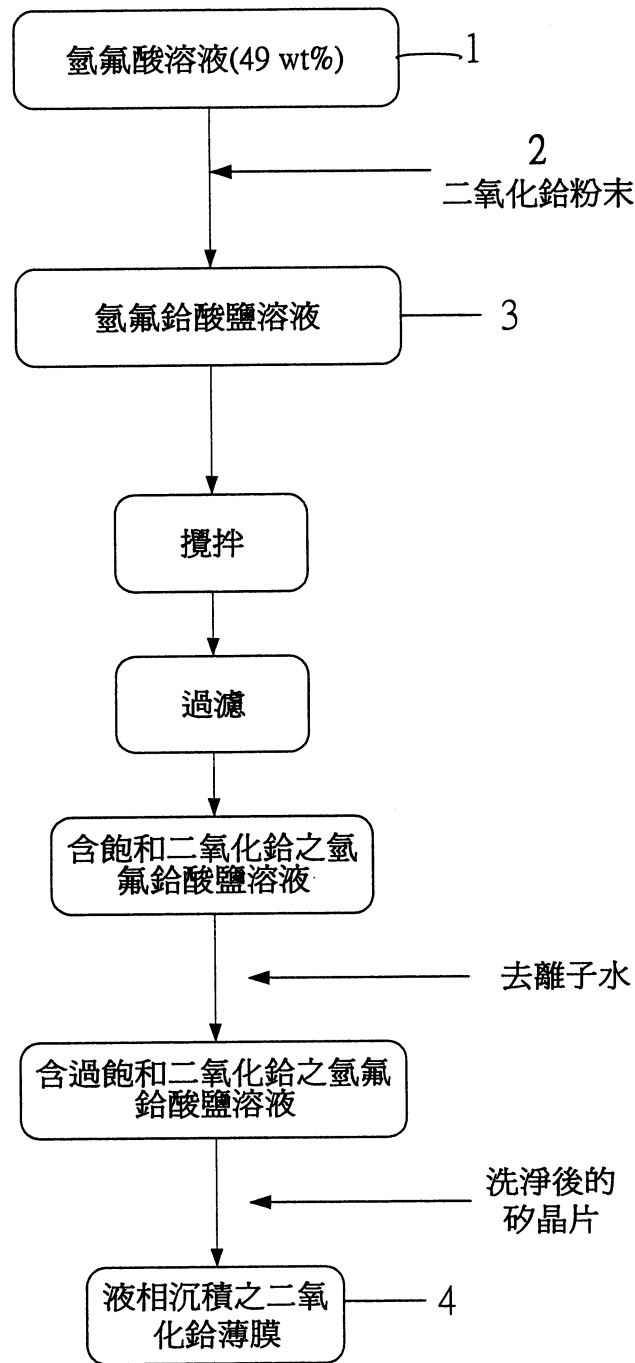 氫氟酸溶液(49 wt%)
1
2
二氧化鉿粉末
氫氟鉿酸鹽溶液
3
攪拌
過濾
含飽和二氧化鉿之氫
氟鉿酸鹽溶液
去離子水
含過飽和二氧化鉿之氫氟
鉿酸鹽溶液
洗淨後的
矽晶片
液相沉積之二氧
化鉿薄膜
4